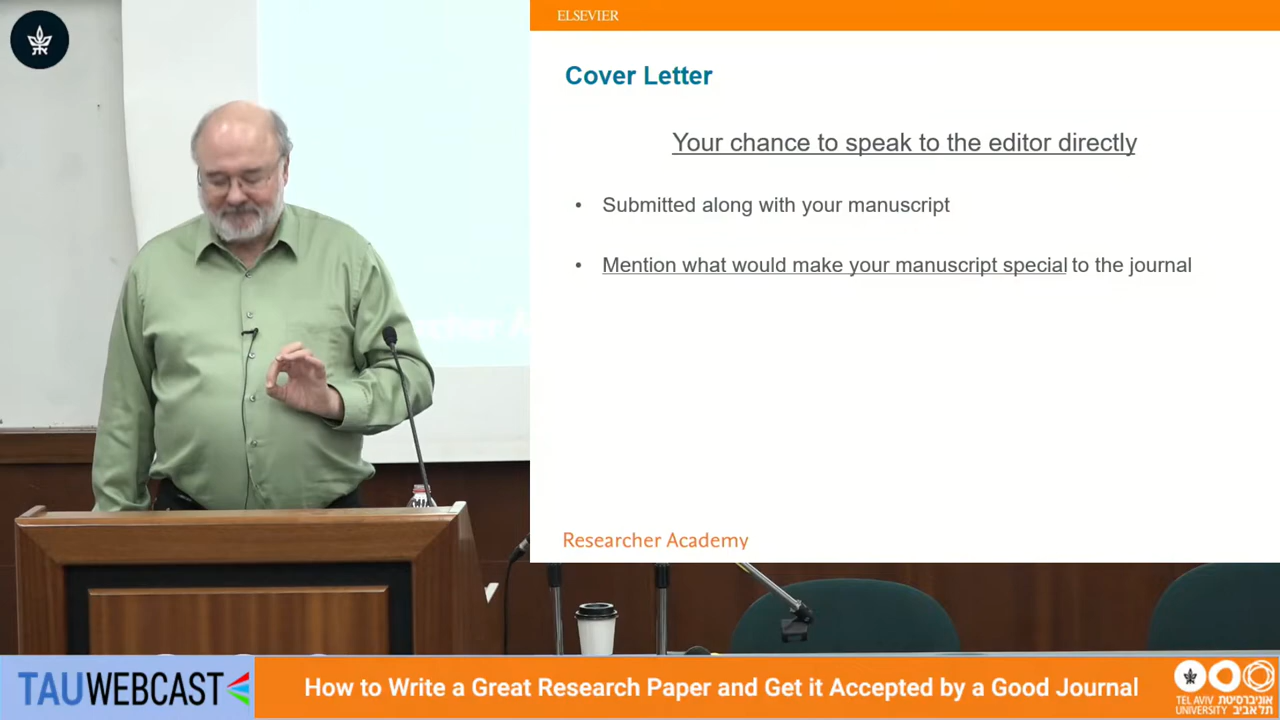 ELSEVIER
Cover Letter
Your chance to speak to the editor directly
• Submitted along with your manuscript
• Mention what would make your manuscript special to the journal
Researcher Academy
TAUWEBCAST
How to Write a Great Research Paper and Get it Accepted by a Good Journal
TEL AVIV אוניברסיטת
UNIVERSITY תל אביב